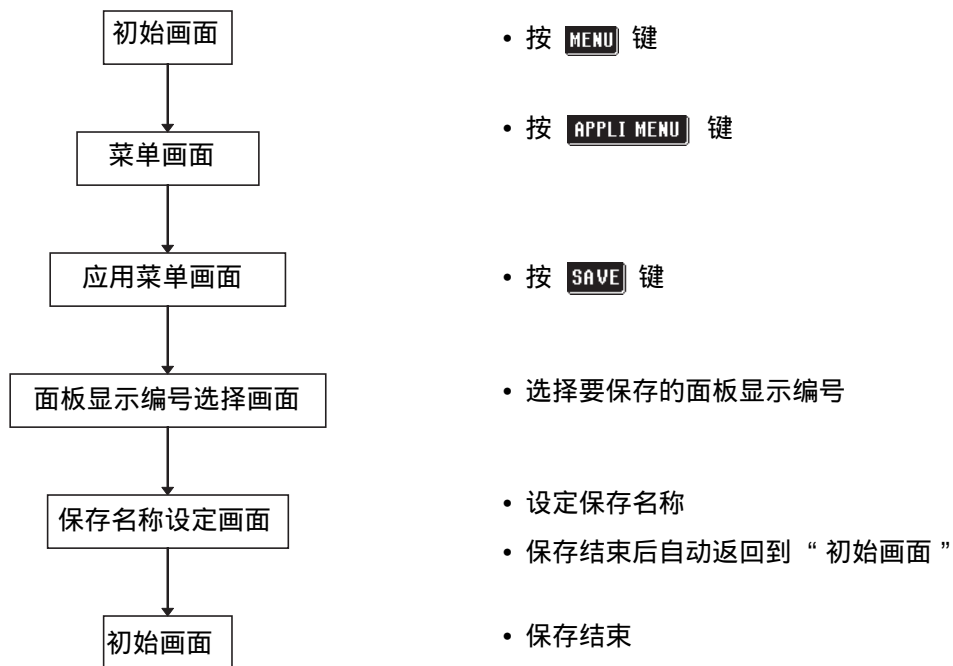 初始画面
• 按 MENU 键
菜单画面
• 按 APPLI MENU 键
应用菜单画面
• 按 SAVE 键
面板显示编号选择画面
• 选择要保存的面板显示编号
保存名称设定画面
• 设定保存名称
• 保存结束后自动返回到 “ 初始画面 ”
初始画面
• 保存结束